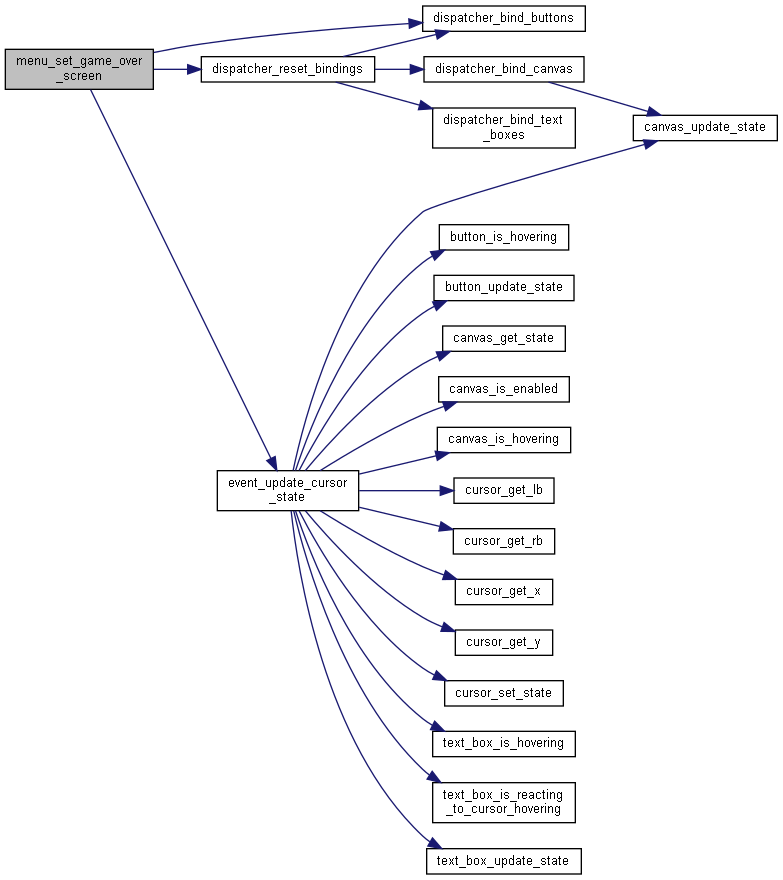 menu_set_game_over
_screen
dispatcher_bind_buttons
dispatcher_reset_bindings
dispatcher_bind_canvas
dispatcher_bind_text
_boxes
canvas_update_state
event_update_cursor
_state
button_is_hovering
button_update_state
canvas_get_state
canvas_is_enabled
canvas_is_hovering
cursor_get_lb
cursor_get_rb
cursor_get_x
cursor_get_y
cursor_set_state
text_box_is_hovering
text_box_is_reacting
_to_cursor_hovering
text_box_update_state